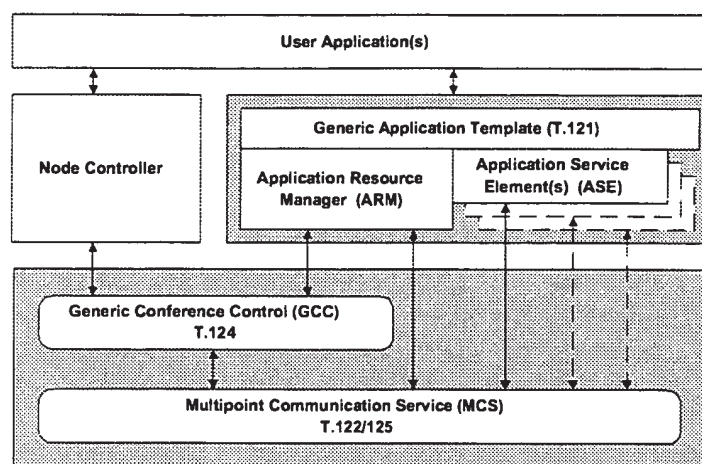 User Application(s)
Generic Application Template (T.121)
Node Controller
Application Resource
Manager (ARM)
Application Service
Element(s) (ASE)
Generic Conference Control (GCC)
T.124
Multipoint Communication Service (MCS)
T.122/125